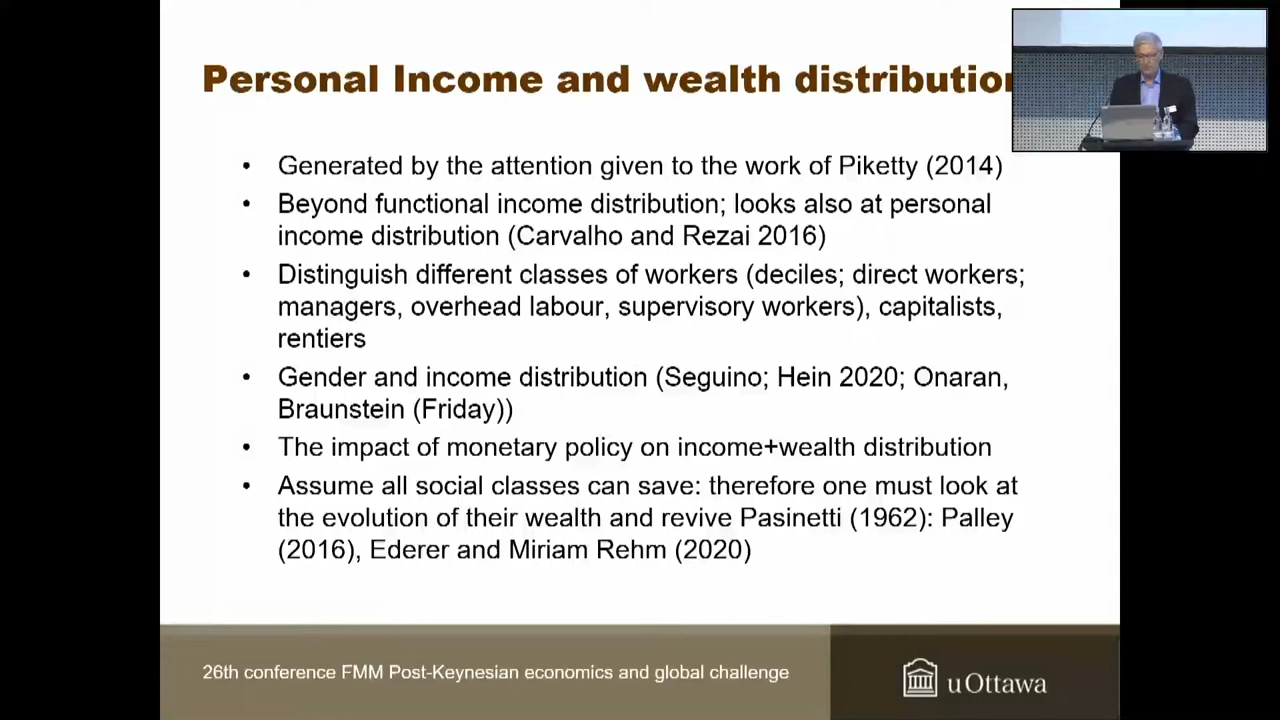 Personal Income and wealth distribution
• Generated by the attention given to the work of Piketty (2014)
• Beyond functional income distribution; looks also at personal
income distribution (Carvalho and Rezai 2016)
• Distinguish different classes of workers (deciles; direct workers;
managers, overhead labour, supervisory workers), capitalists,
rentiers
• Gender and income distribution (Seguino; Hein 2020; Onaran,
Braunstein (Friday))
• The impact of monetary policy on income+wealth distribution
• Assume all social classes can save: therefore one must look at
the evolution of their wealth and revive Pasinetti (1962): Palley
(2016), Ederer and Miriam Rehm (2020)
26th conference FMM Post-Keynesian economics and global challenge
uOttawa